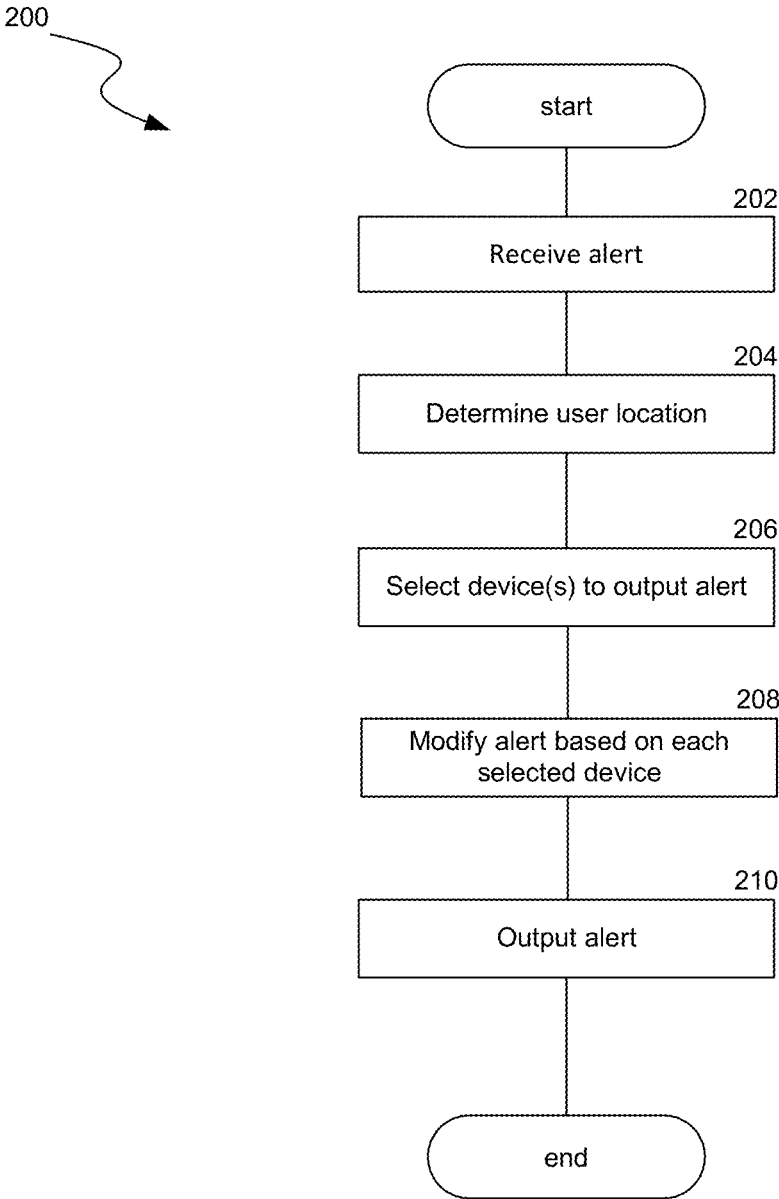 200
start
202
Receive alert
204
Determine user location
206
Select device(s) to output alert
208
Modify alert based on each
selected device
210
Output alert
end